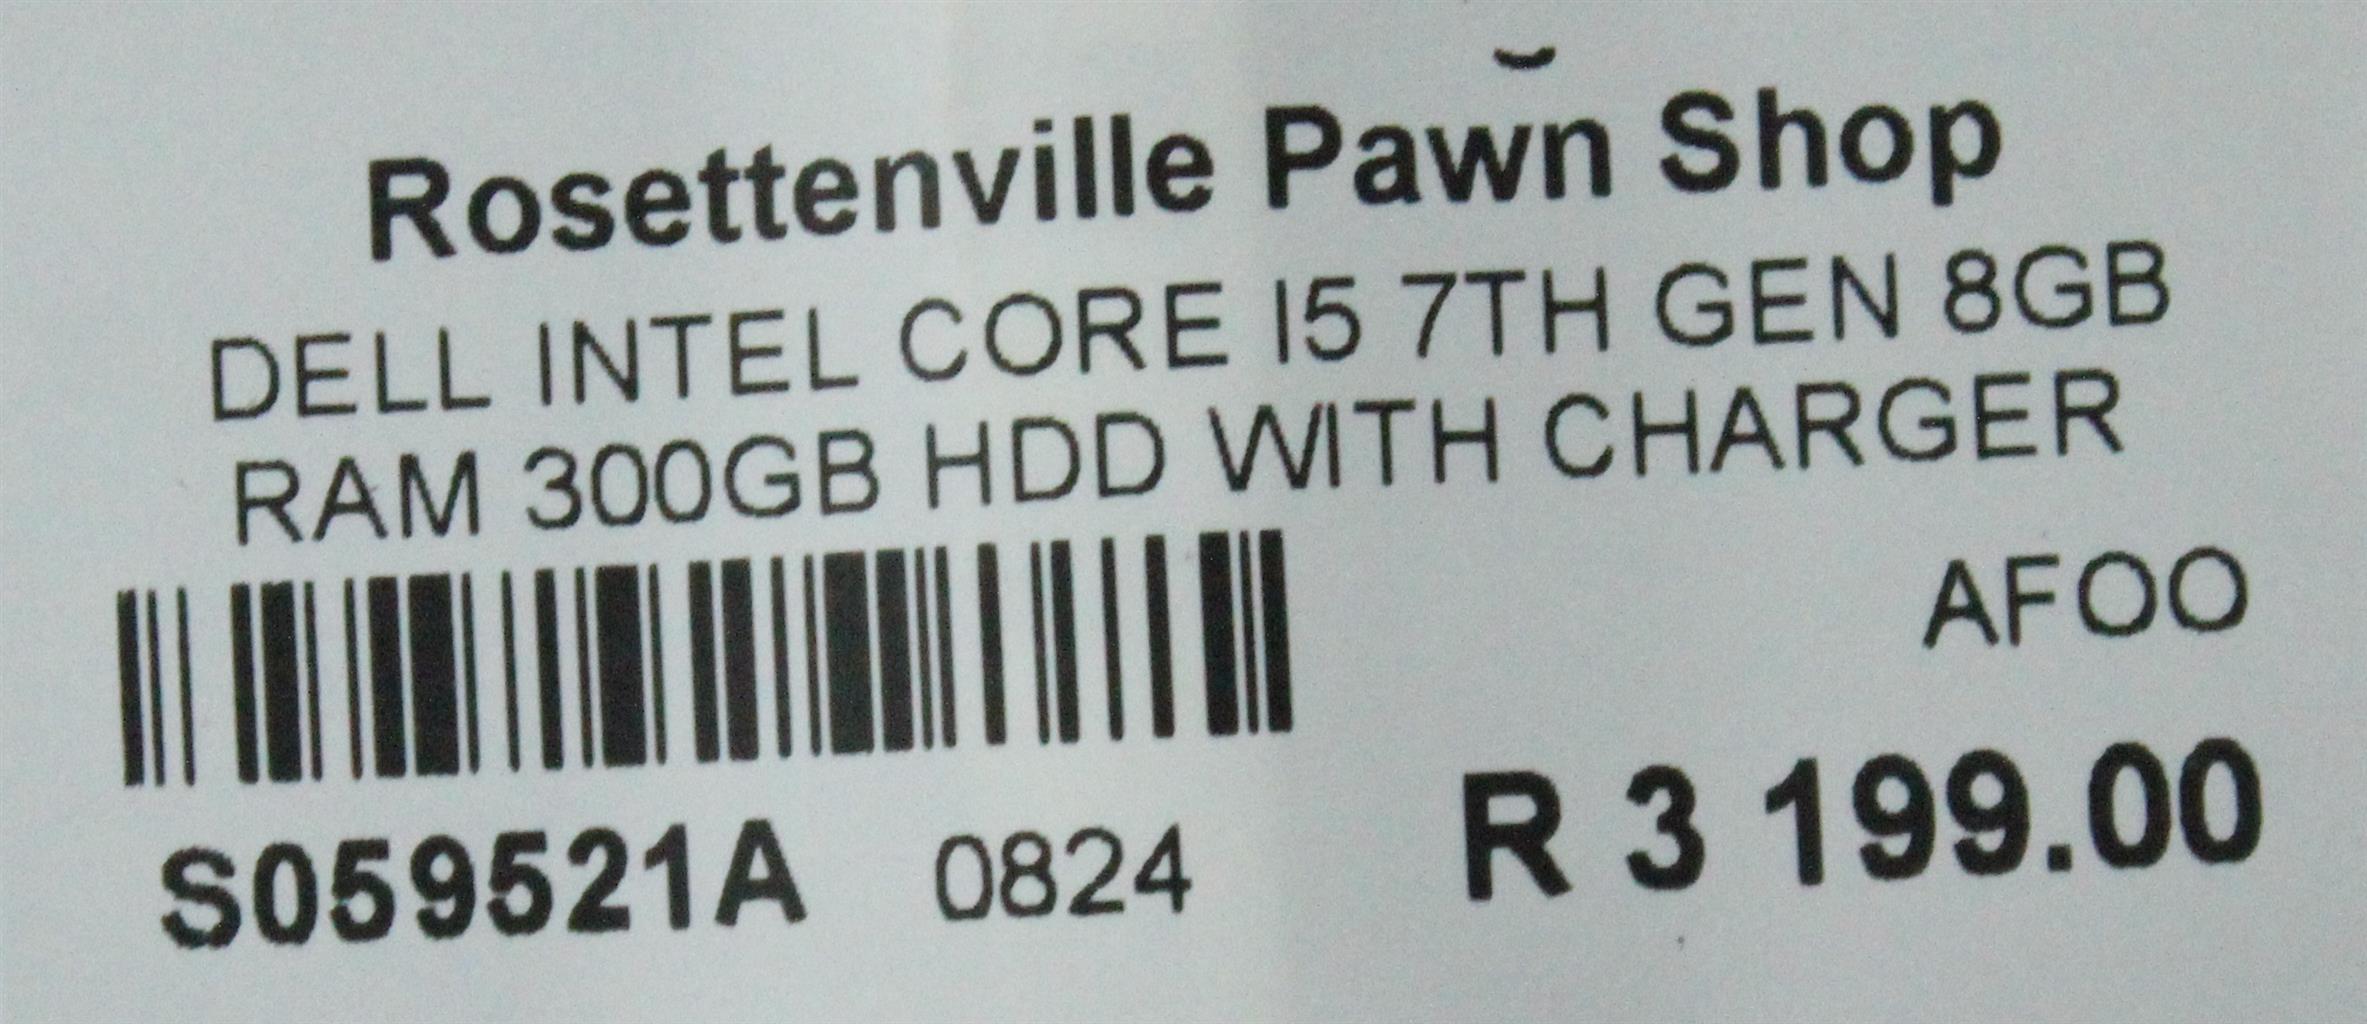 Rosettenville Pawn Shop
DELL INTEL CORE I5 7TH GEN 8GB
RAM 300GB HDD WITH CHARGER
AFOO
S059521A 0824 R 3 199.00